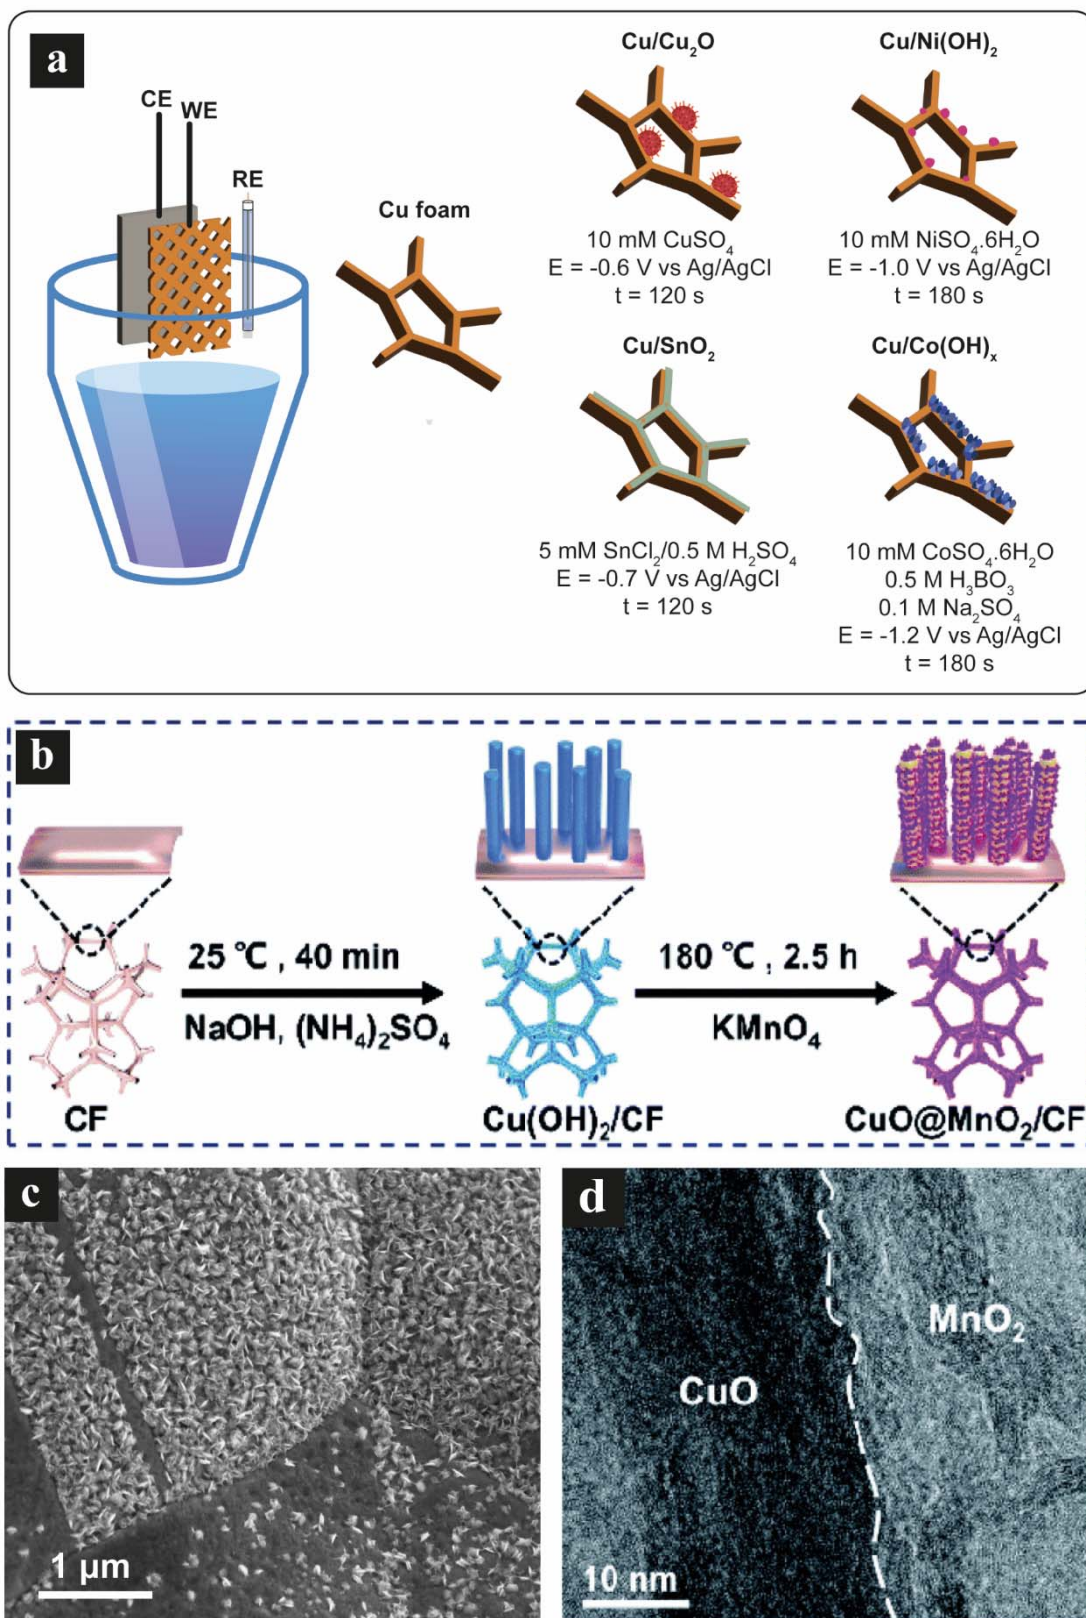 a
CE
WE
RE
Cu foam
Cu/Cu₂O
10 mM CuSO₄
E = -0.6 V vs Ag/AgCl
t = 120 s
Cu/Ni(OH)₂
10 mM NiSO₄.6H₂O
E = -1.0 V vs Ag/AgCl
t = 180 s
Cu/SnO₂
5 mM SnCl₂/0.5 M H₂SO₄
E = -0.7 V vs Ag/AgCl
t = 120 s
Cu/Co(OH)ₓ
10 mM CoSO₄.6H₂O
0.5 M H₃BO₃
0.1 M Na₂SO₄
E = -1.2 V vs Ag/AgCl
t = 180 s
b
25 ℃ , 40 min
NaOH, (NH₄)₂SO₄
180 ℃ , 2.5 h
KMnO₄
CF
Cu(OH)₂/CF
CuO@MnO₂/CF
c
1 µm
d
CuO
MnO₂
10 nm